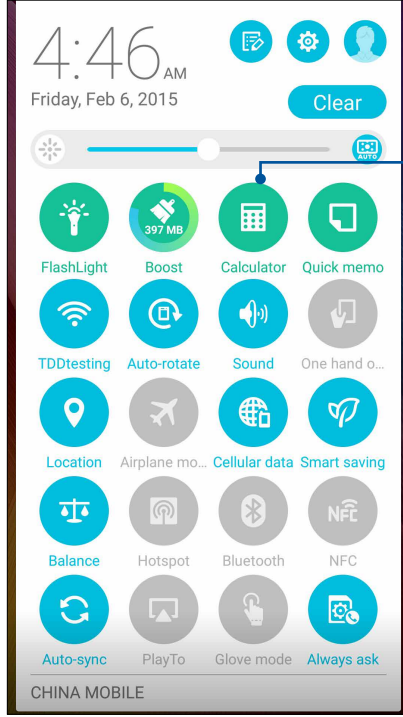 4:46 AM
Friday, Feb 6, 2015
Clear
AUTO
397 MB
FlashLight Boost Calculator Quick memo
TDDtesting Auto-rotate Sound One hand o...
Location Airplane mo... Cellular data Smart saving
NFC
Balance Hotspot Bluetooth NFC
Auto-sync PlayTo Glove mode Always ask
CHINA MOBILE